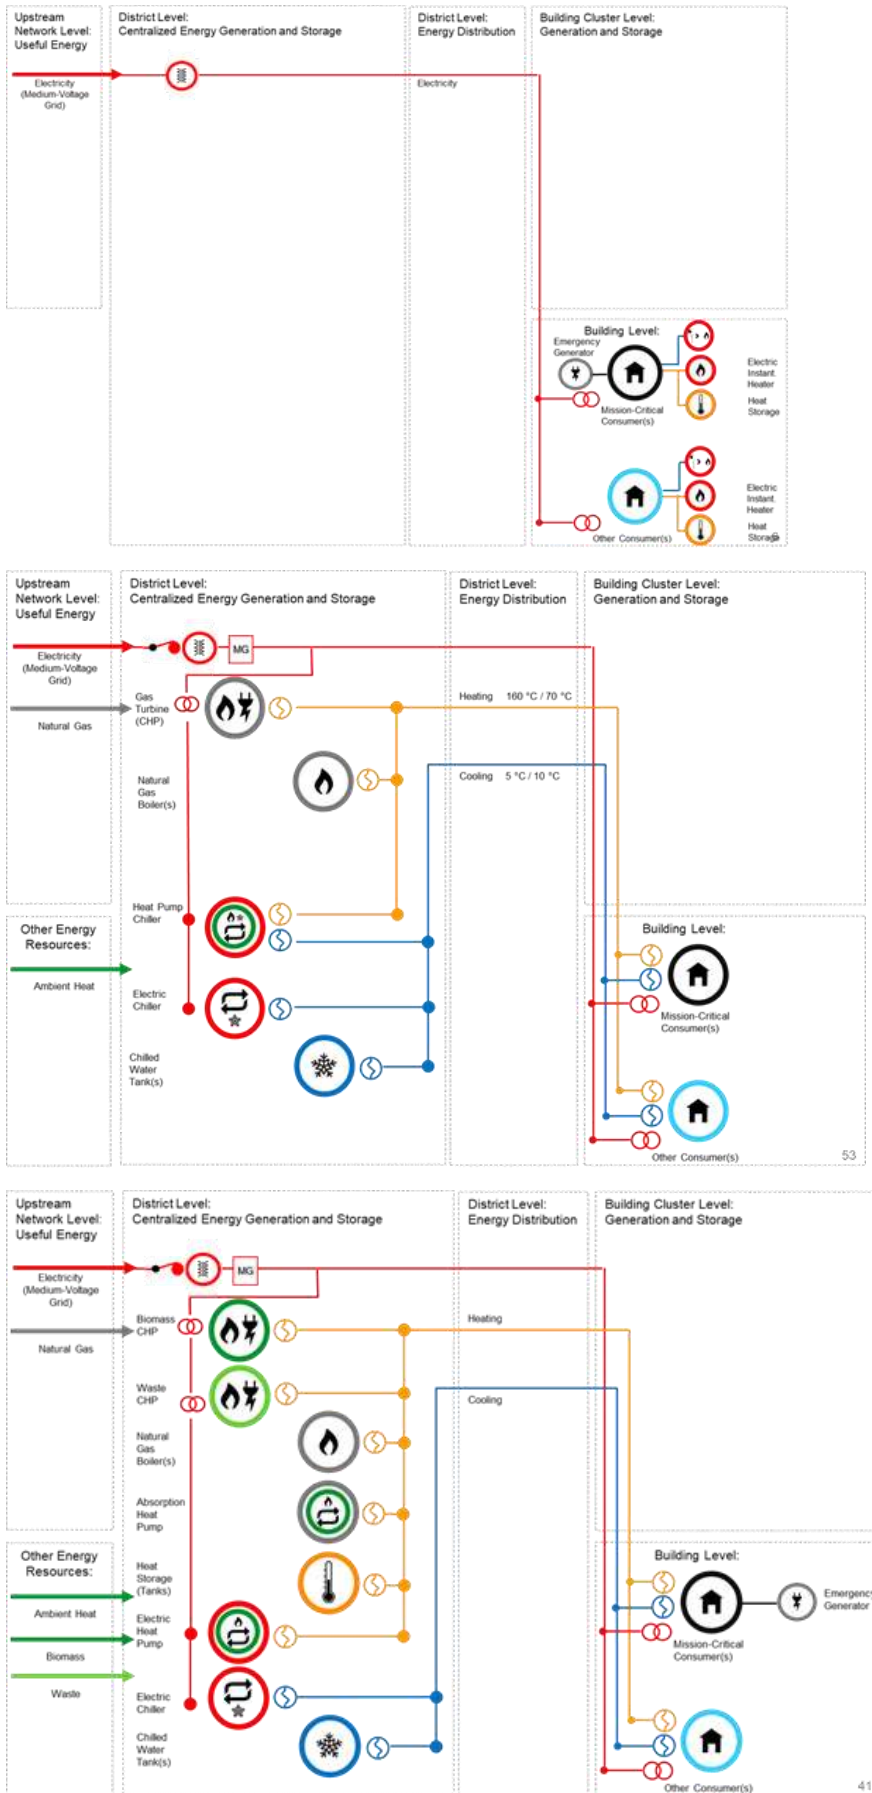 Upstream
Network Level:
Useful Energy
District Level:
Centralized Energy Generation and Storage
District Level:
Energy Distribution
Building Cluster Level:
Generation and Storage
Electricity
(Medium-Voltage
Grid)
Electricity
Building Level:
Emergency
Generator
Electric
Instant.
Heater
Heat
Storage
Mission-Critical
Consumer(s)
Electric
Instant.
Heater
Heat
Storage
Other Consumer(s)
Upstream
Network Level:
Useful Energy
District Level:
Centralized Energy Generation and Storage
District Level:
Energy Distribution
Building Cluster Level:
Generation and Storage
Electricity
(Medium-Voltage
Grid)
MG
Natural Gas
Gas
Turbine
(CHP)
Heating 160 °C / 70 °C
Natural
Gas
Boiler(s)
Cooling 5 °C / 10 °C
Heat Pump
Chiller
Other Energy
Resources:
Ambient Heat
Electric
Chiller
Chilled
Water
Tank(s)
Building Level:
Mission-Critical
Consumer(s)
Other Consumer(s)
53
Upstream
Network Level:
Useful Energy
District Level:
Centralized Energy Generation and Storage
District Level:
Energy Distribution
Building Cluster Level:
Generation and Storage
Electricity
(Medium-Voltage
Grid)
MG
Natural Gas
Biomass
CHP
Heating
Waste
CHP
Cooling
Natural
Gas
Boiler(s)
Absorption
Heat
Pump
Other Energy
Resources:
Ambient Heat
Biomass
Waste
Heat
Storage
(Tanks)
Electric
Heat
Pump
Electric
Chiller
Chilled
Water
Tank(s)
Building Level:
Emergency
Generator
Mission-Critical
Consumer(s)
Other Consumer(s)
41